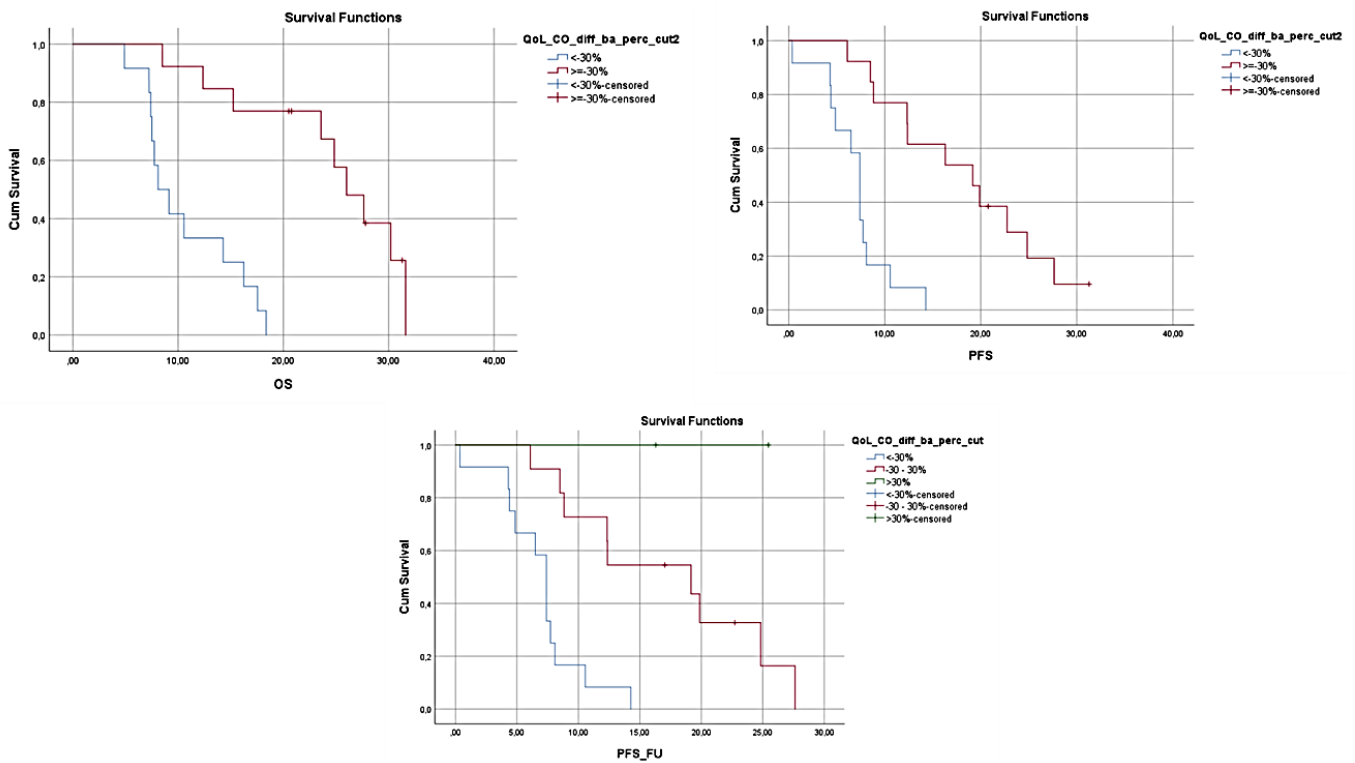 Survival Functions
QoL_CO_diff_ba_perc_cut2
<-30%
>=-30%
<-30%-censored
>=-30%-censored
1,0
0,8
0,6
0,4
0,2
0,0
Cum Survival
,00 10,00 20,00 30,00 40,00
OS
Survival Functions
QoL_CO_diff_ba_perc_cut2
<-30%
>=-30%
<-30%-censored
>=-30%-censored
1,0
0,8
0,6
0,4
0,2
0,0
Cum Survival
,00 10,00 20,00 30,00 40,00
PFS
Survival Functions
QoL_CO_diff_ba_perc_cut
<-30%
-30 - 30%
>30%
<-30%-censored
-30 - 30%-censored
>30%-censored
1,0
0,8
0,6
0,4
0,2
0,0
Cum Survival
,00 5,00 10,00 15,00 20,00 25,00 30,00
PFS_FU